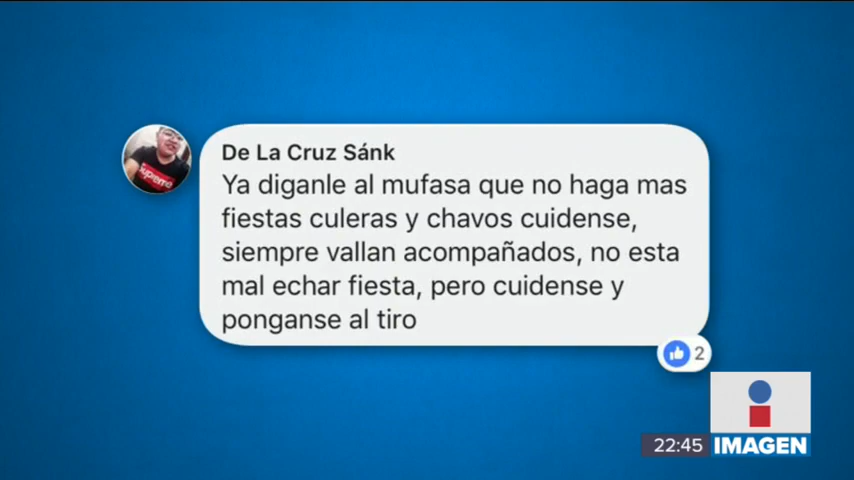 De La Cruz Sánk
Ya diganle al mufasa que no haga mas
fiestas culeras y chavos cuidense,
siempre vallan acompañados, no esta
mal echar fiesta, pero cuidense y
ponganse al tiro
2
22:45
IMAGEN
Supreme